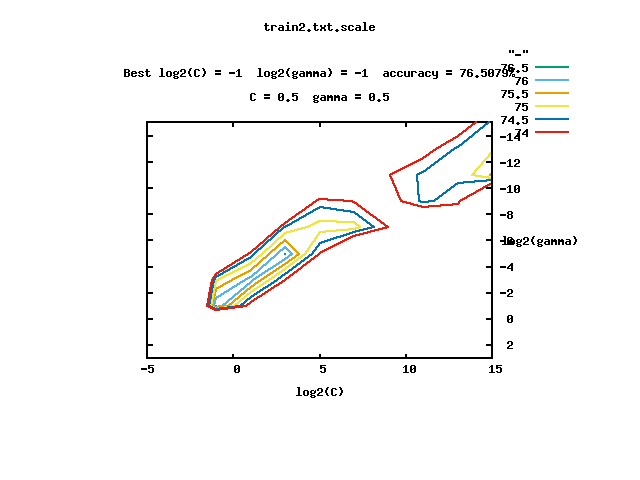 train2.txt.scale
"-"
Best log2(C) = -1  log2(gamma) = -1  accuracy = 76.5079%
76.5
76
75.5
C = 0.5  gamma = 0.5
75
74.5
74
-14
-12
-10
-8
-6
log2(gamma)
-4
-2
0
2
-5 0 5 10 15
log2(C)